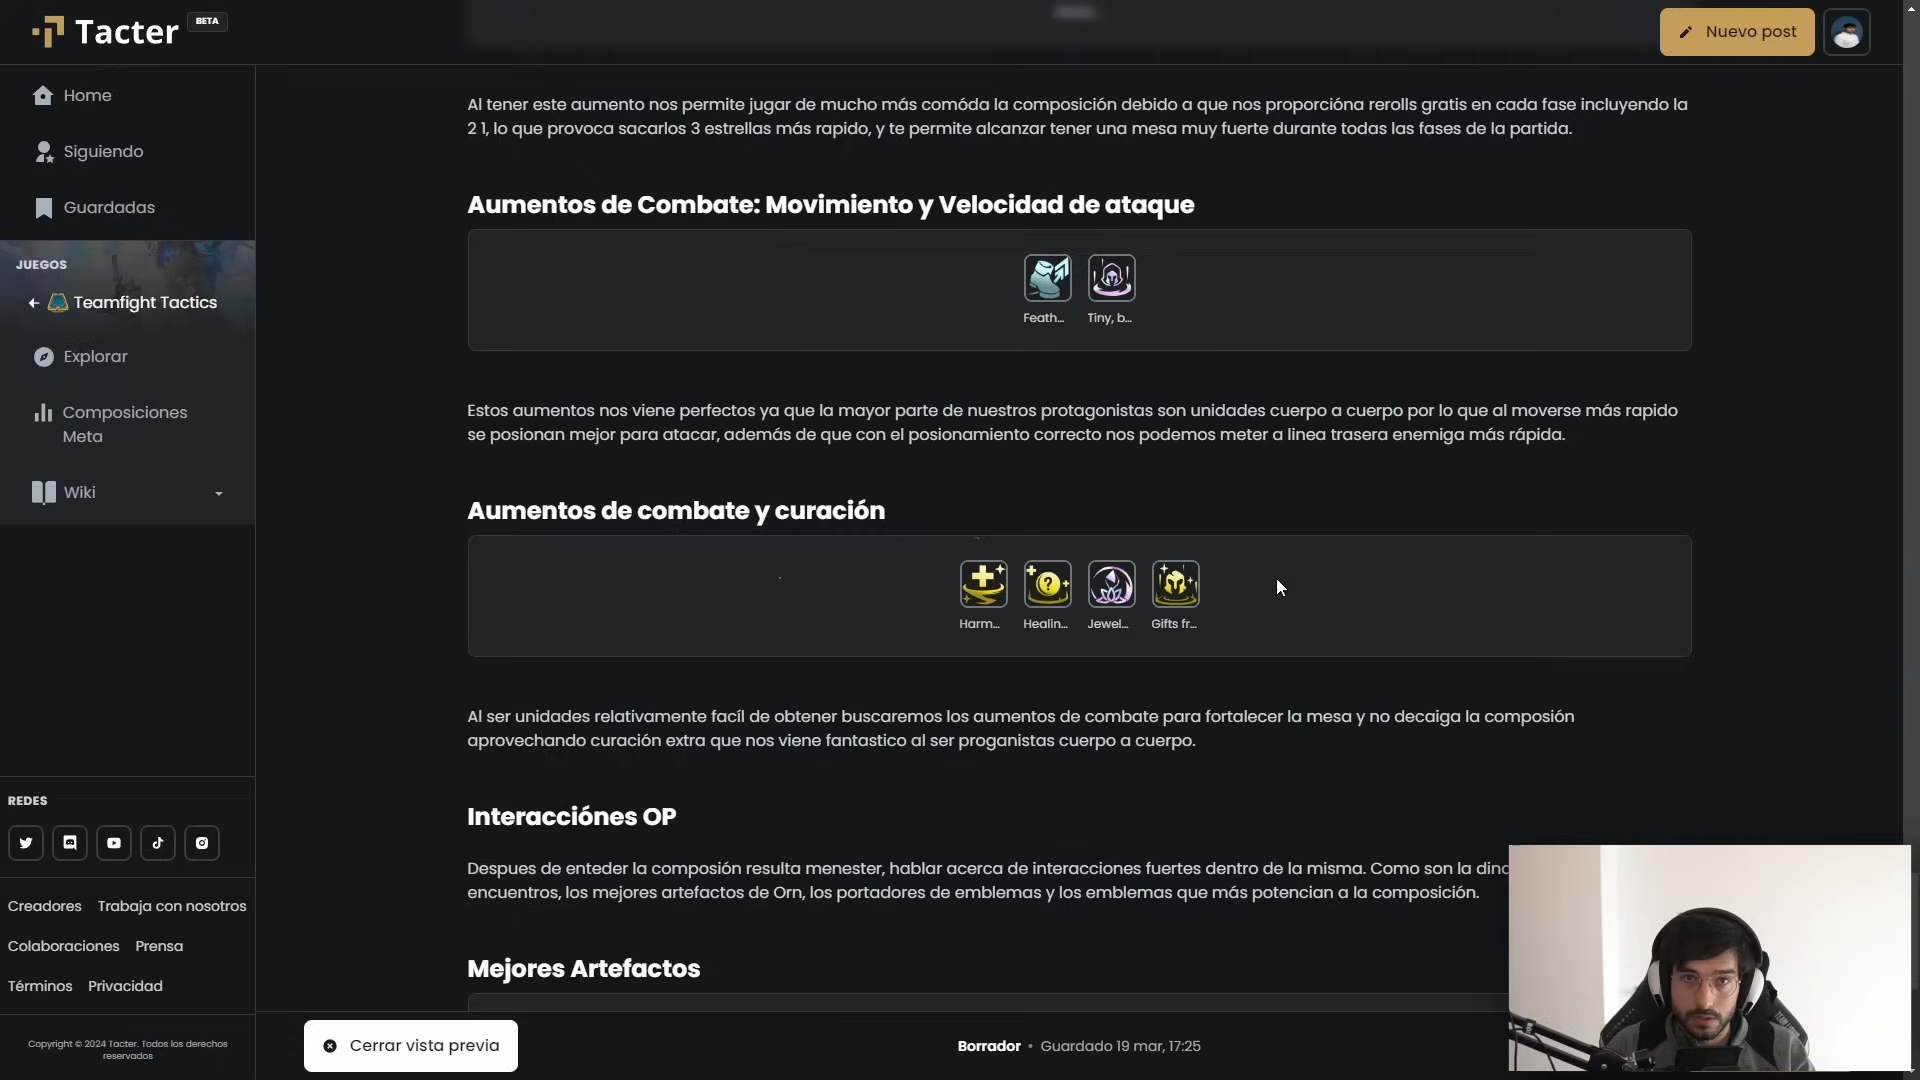 Tacter
BETA
Nuevo post
Home
Siguiendo
Guardadas
JUEGOS
Teamfight Tactics
Explorar
Composiciones
Meta
Wiki
REDES
Creadores Trabaja con nosotros
Colaboraciones Prensa
Términos Privacidad
Copyright © 2024 Tacter. Todos los derechos
reservados
Al tener este aumento nos permite jugar de mucho más comóda la composición debido a que nos proporcióna rerolls gratis en cada fase incluyendo la
2 1, lo que provoca sacarlos 3 estrellas más rapido, y te permite alcanzar tener una mesa muy fuerte durante todas las fases de la partida.
Aumentos de Combate: Movimiento y Velocidad de ataque
Feath... Tiny, b...
Estos aumentos nos viene perfectos ya que la mayor parte de nuestros protagonistas son unidades cuerpo a cuerpo por lo que al moverse más rapido
se posionan mejor para atacar, además de que con el posionamiento correcto nos podemos meter a linea trasera enemiga más rápida.
Aumentos de combate y curación
Harm... Healin... Jewel... Gifts fr...
Al ser unidades relativamente facíl de obtener buscaremos los aumentos de combate para fortalecer la mesa y no decaiga la composión
aprovechando curación extra que nos viene fantastico al ser proganistas cuerpo a cuerpo.
Interacciónes OP
Despues de enteder la composión resulta menester, hablar acerca de interacciones fuertes dentro de la misma. Como son la dinc
encuentros, los mejores artefactos de Orn, los portadores de emblemas y los emblemas que más potencian a la composición.
Mejores Artefactos
Cerrar vista previa
Borrador • Guardado 19 mar, 17:25